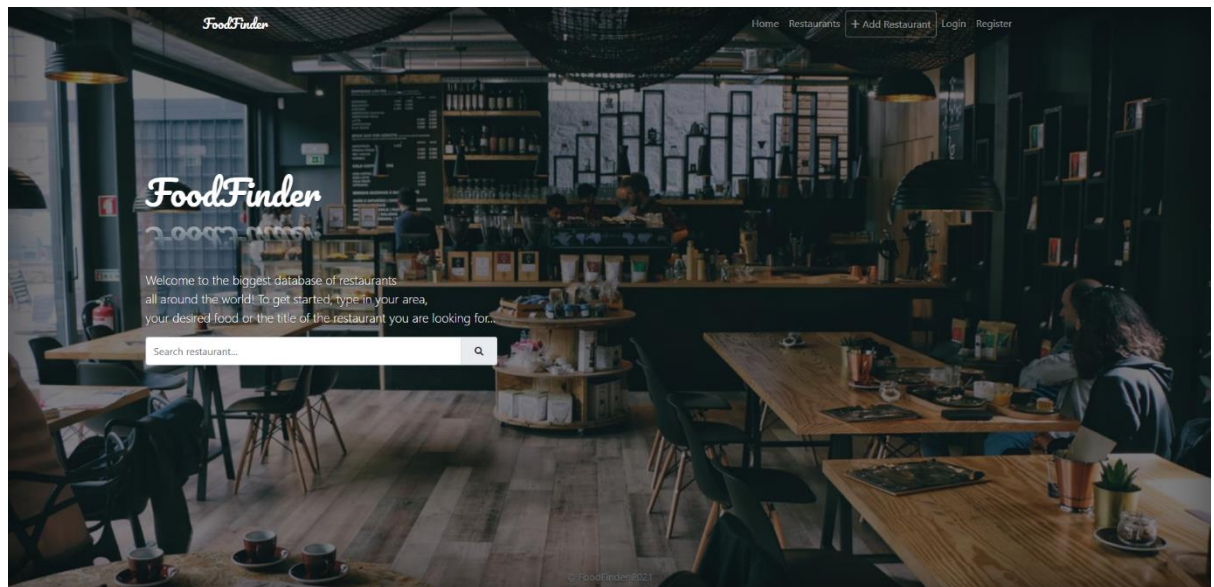 FoodFinder
Home Restaurants + Add Restaurant Login Register
FoodFinder
Welcome to the biggest database of restaurants
all around the world! To get started, type in your area,
your desired food or the title of the restaurant you are looking for...
Search restaurant...
© FoodFinder 2021